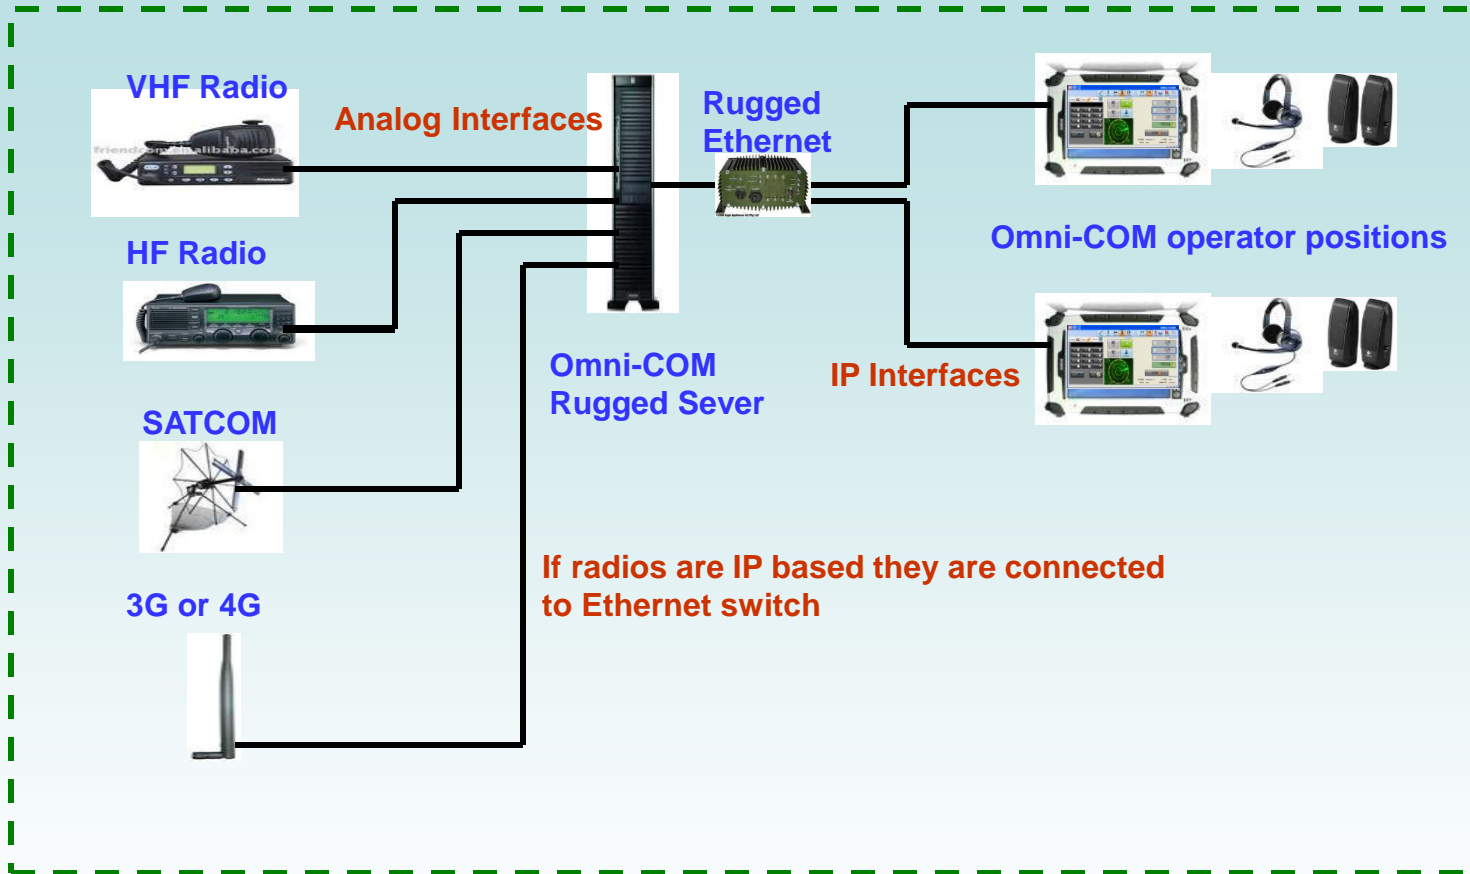 VHF Radio
Analog Interfaces
Rugged
Ethernet
HF Radio
Omni-COM operator positions
Omni-COM
Rugged Sever
IP Interfaces
SATCOM
If radios are IP based they are connected
to Ethernet switch
3G or 4G